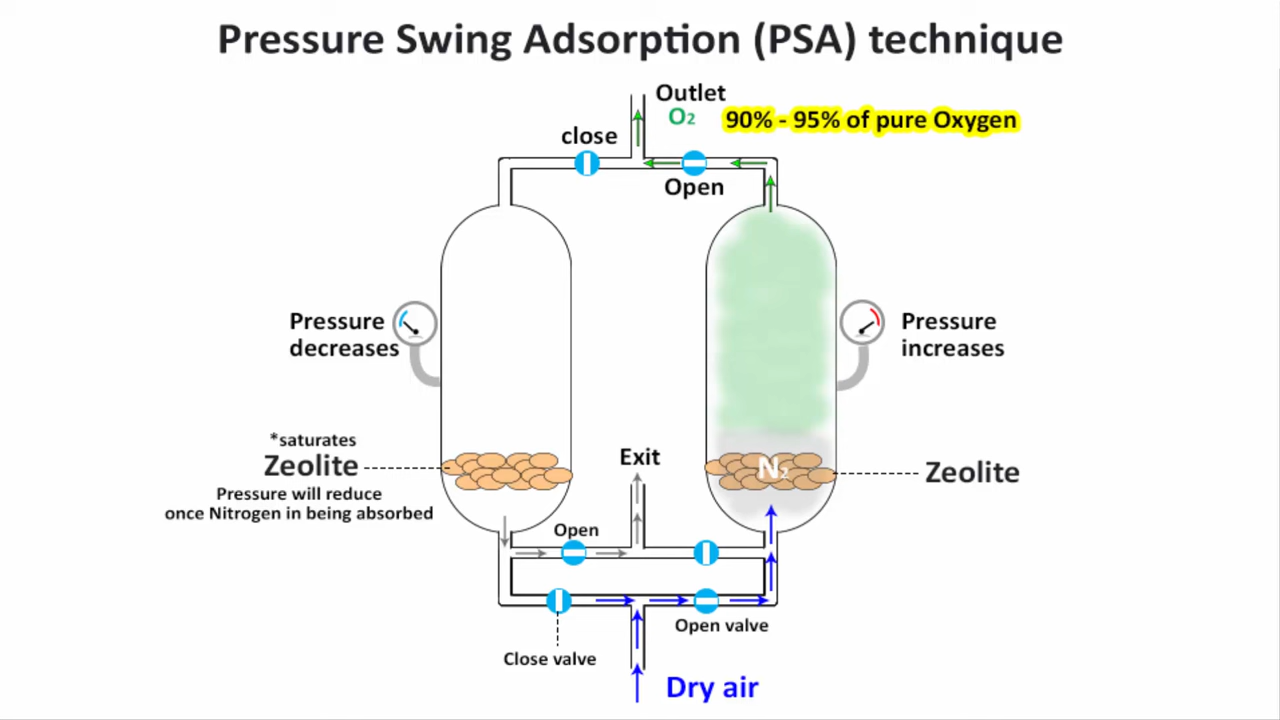 Pressure Swing Adsorption (PSA) technique
Outlet
O₂
90% - 95% of pure Oxygen
close
Open
Pressure
decreases
Pressure
increases
*saturates
Zeolite
Pressure will reduce
once Nitrogen in being absorbed
Exit
N₂
Zeolite
Open
Open valve
Close valve
Dry air